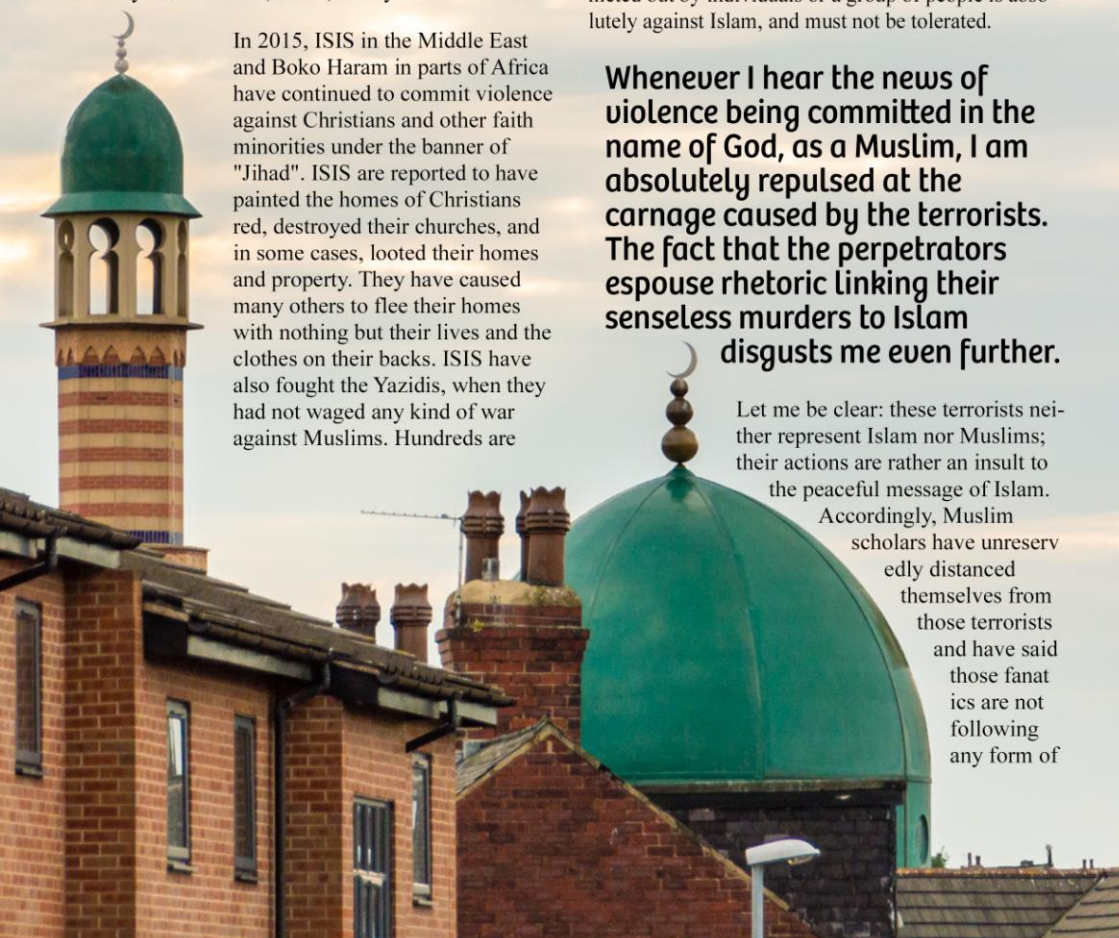 In 2015, ISIS in the Middle East
and Boko Haram in parts of Africa
have continued to commit violence
against Christians and other faith
minorities under the banner of
"Jihad". ISIS are reported to have
painted the homes of Christians
red, destroyed their churches, and
in some cases, looted their homes
and property. They have caused
many others to flee their homes
with nothing but their lives and the
clothes on their backs. ISIS have
also fought the Yazidis, when they
had not waged any kind of war
against Muslims. Hundreds are
lutely against Islam, and must not be tolerated.
Whenever I hear the news of
violence being committed in the
name of God, as a Muslim, I am
absolutely repulsed at the
carnage caused by the terrorists.
The fact that the perpetrators
espouse rhetoric linking their
senseless murders to Islam
disgusts me even further.
Let me be clear: these terrorists nei-
ther represent Islam nor Muslims;
their actions are rather an insult to
the peaceful message of Islam.
Accordingly, Muslim
scholars have unreserv
edly distanced
themselves from
those terrorists
and have said
those fanat
ics are not
following
any form of